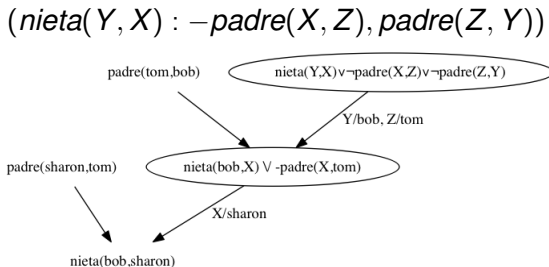 (nieta(Y, X) : −padre(X, Z), padre(Z, Y))
padre(tom,bob)
nieta(Y,X)∨¬padre(X,Z)∨¬padre(Z,Y)
Y/bob, Z/tom
padre(sharon,tom)
nieta(bob,X) \/ -padre(X,tom)
X/sharon
nieta(bob,sharon)